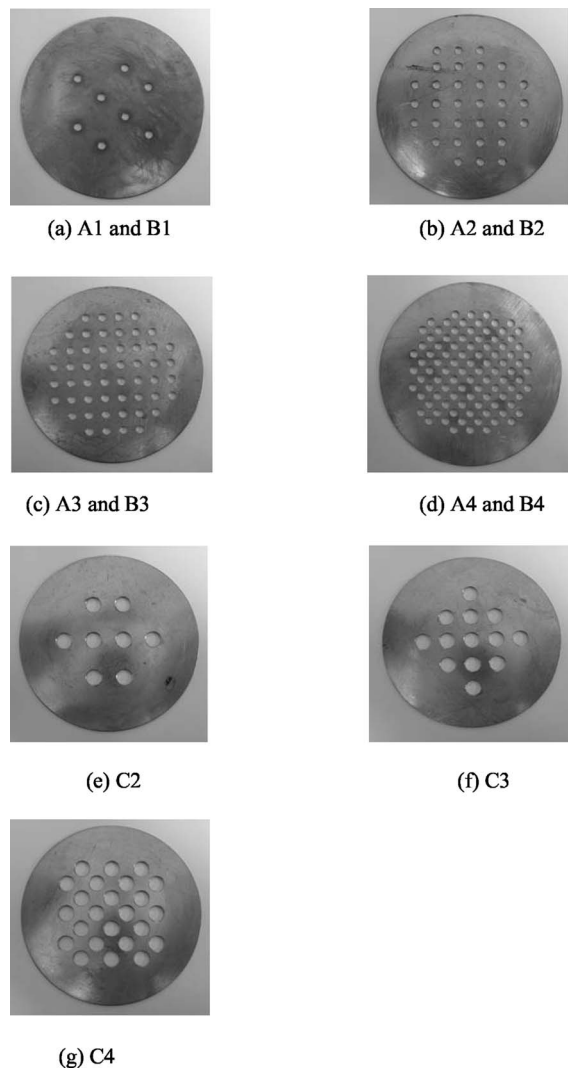 (a) A1 and B1
(b) A2 and B2
(c) A3 and B3
(d) A4 and B4
(e) C2
(f) C3
(g) C4